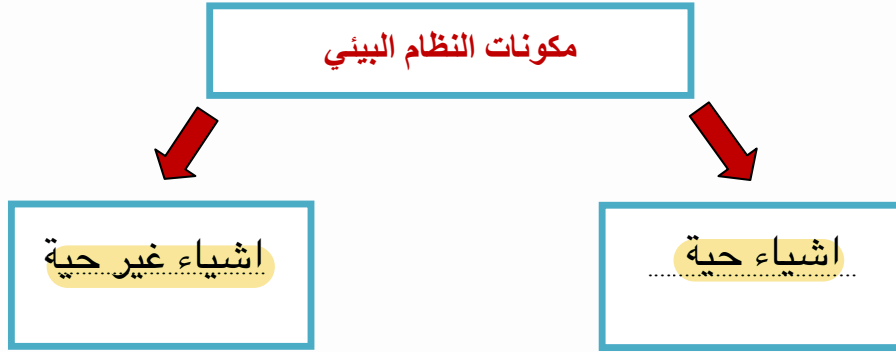 مكونات النظام البيئي
اشياء حية
اشياء غير حية